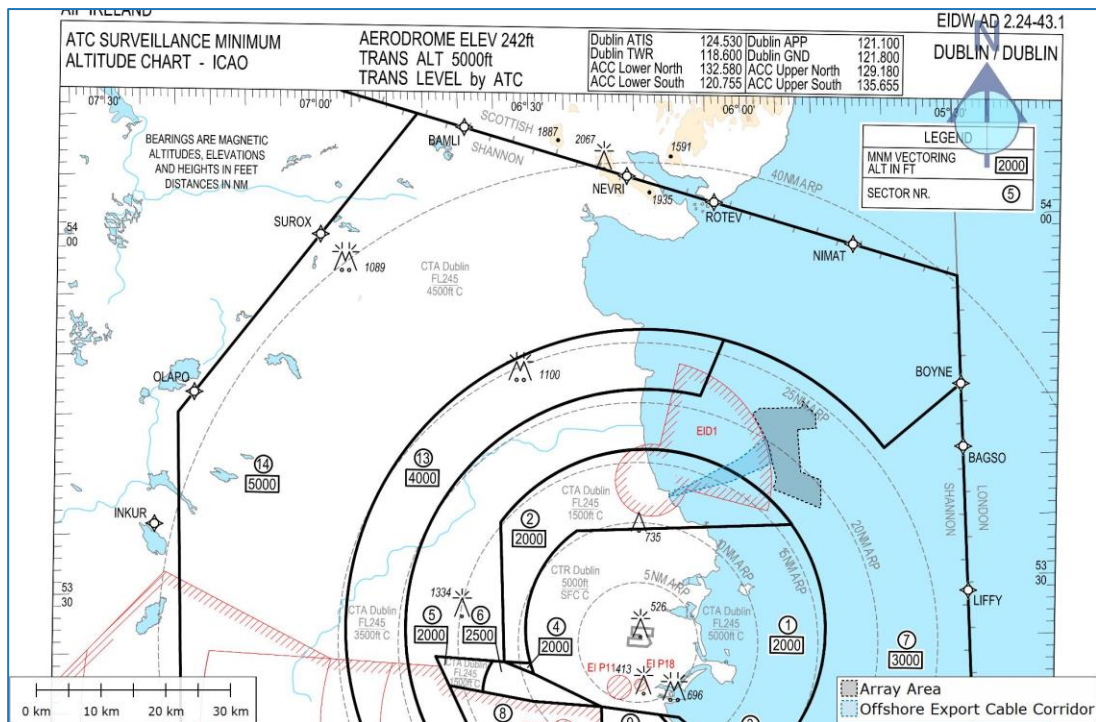 AIP IRELAND
EIDW AD 2.24-43.1
ATC SURVEILLANCE MINIMUM
ALTITUDE CHART - ICAO
AERODROME ELEV 242ft
TRANS ALT 5000ft
TRANS LEVEL by ATC
Dublin ATIS 124.530
Dublin TWR 118.600
ACC Lower North 132.580
ACC Lower South 120.755
Dublin APP 121.100
Dublin GND 121.800
ACC Upper North 129.180
ACC Upper South 135.655
DUBLIN / DUBLIN
N
07° 30'
07° 00'
06° 30'
06° 00'
05° 30'
BEARINGS ARE MAGNETIC
ALTITUDES, ELEVATIONS
AND HEIGHTS IN FEET
DISTANCES IN NM
LEGEND
MNM VECTORING
ALT IN FT
2000
SECTOR NR.
5
SCOTTISH
SHANNON
BAMLI
1887
2067
1591
NEVRI
1935
ROTEV
40NM ARP
NIMAT
54
00
54
00
SUROX
1089
CTA Dublin
FL245
4500ft C
OLAPO
1100
BOYNE
25NM ARP
EID1
BAGSO
SHANNON
LONDON
14
5000
13
4000
INKUR
CTA Dublin
FL245
1500ft C
2
2000
735
20NM ARP
10NM ARP
15NM ARP
CTR Dublin
5000ft
SFC C
5NM ARP
53
30
53
30
LIFFY
1334
526
CTA Dublin
FL245
3500ft C
5
2000
6
2500
4
2000
CTA Dublin
FL245
5000ft C
1
2000
7
3000
CTA Dublin
FL245
1500ft C
EI P11
413
EI P18
696
8
0 km
10 km
20 km
30 km
Array Area
Offshore Export Cable Corridor